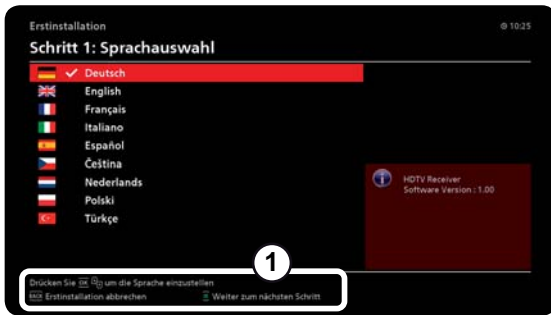 Erstinstallation
10:25
Schritt 1: Sprachauswahl
Deutsch
English
Français
Italiano
Español
Čeština
Nederlands
Polski
Türkçe
HDTV Receiver
Software Version : 1.00
1
Drücken Sie OK um die Sprache einzustellen
BACK Erstinstallation abbrechen Weiter zum nächsten Schritt